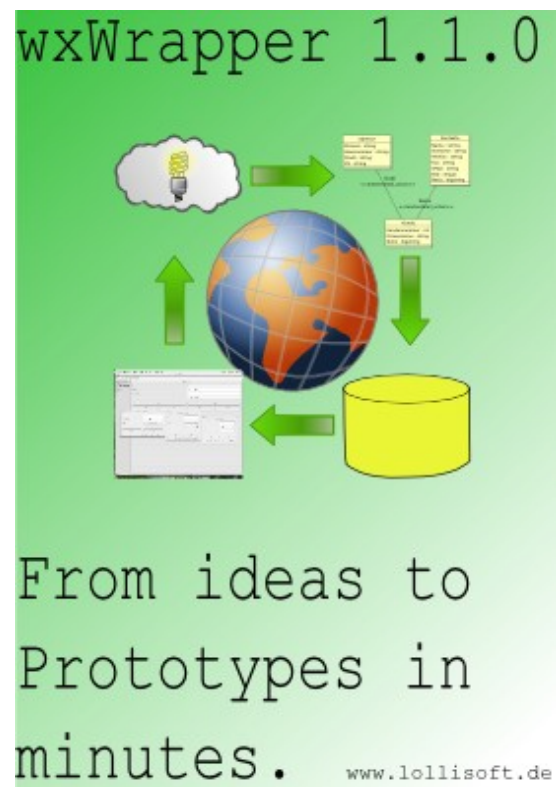 wxWrapper 1.1.0
From ideas to
Prototypes in
minutes.
www.lollisoft.de